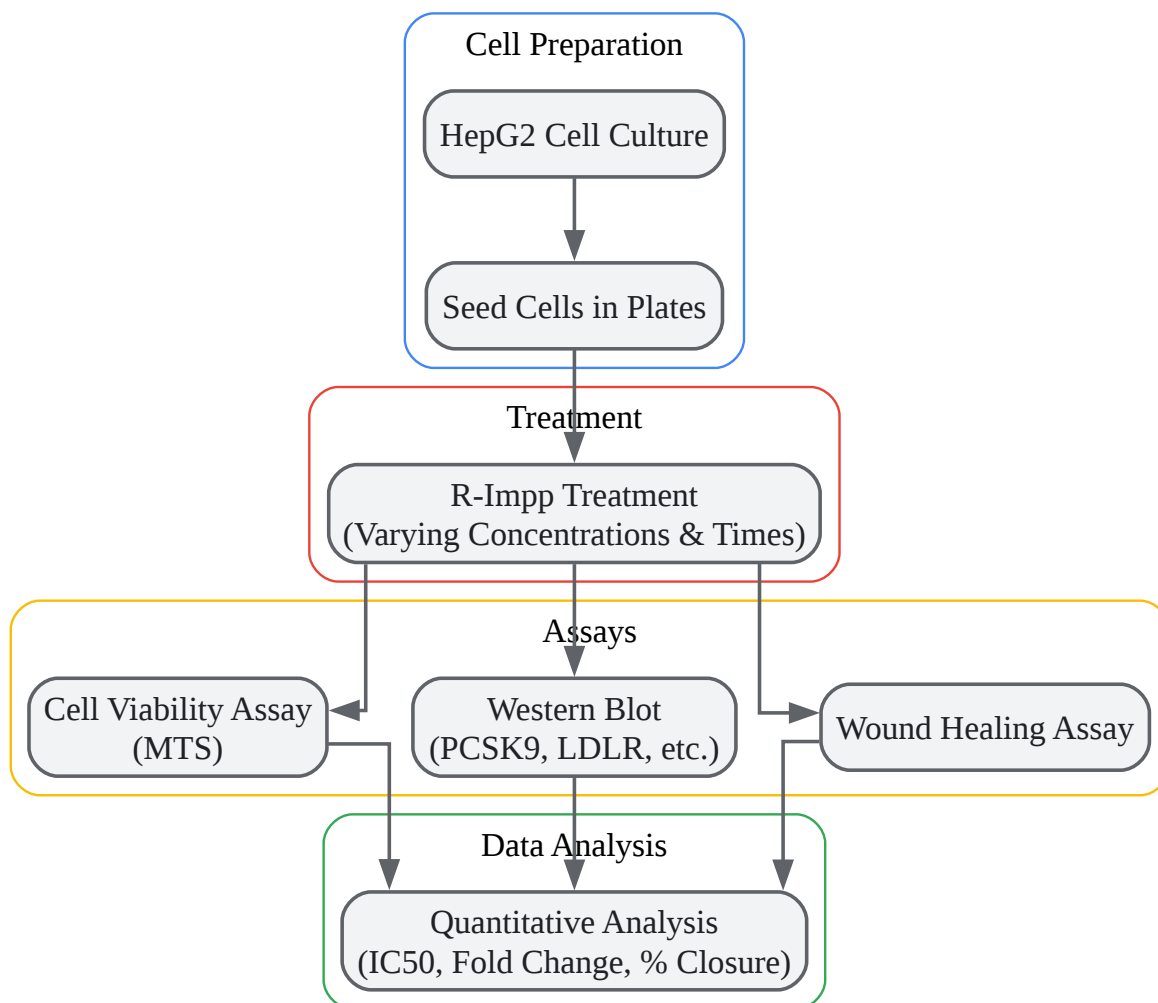 Cell Preparation
HepG2 Cell Culture
Seed Cells in Plates
Treatment
R-Impp Treatment
(Varying Concentrations & Times)
Assays
Cell Viability Assay
(MTS)
Western Blot
(PCSK9, LDLR, etc.)
Wound Healing Assay
Data Analysis
Quantitative Analysis
(IC50, Fold Change, % Closure)